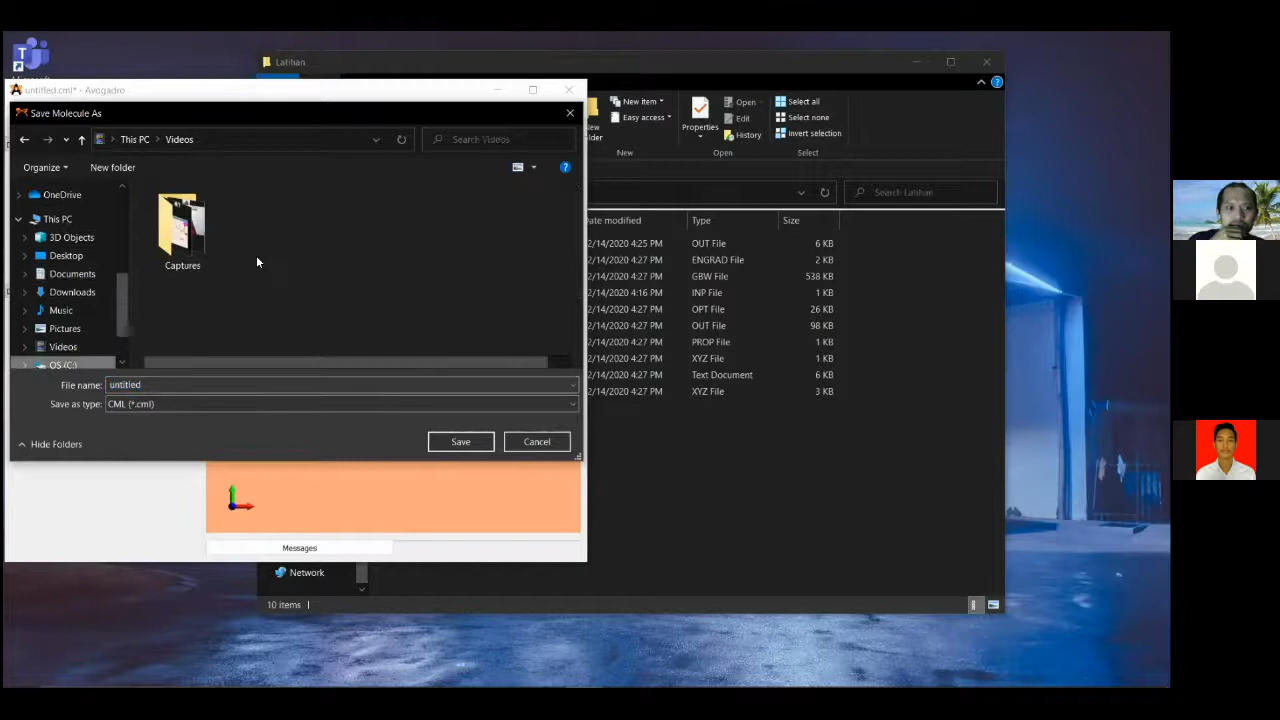 Latihan
untitled.cml* - Avogadro
Save Molecule As
This PC > Videos
Search Videos
Organize
New folder
OneDrive
This PC
3D Objects
Desktop
Documents
Downloads
Music
Pictures
Videos
OS (C:)
Captures
File name: untitled
Save as type: CML (*.cml)
Hide Folders
Save
Cancel
Messages
New item
Easy access
New
Properties
Open
Edit
History
Open
Select all
Select none
Invert selection
Select
Search Latihan
Date modified Type Size
2/14/2020 4:25 PM OUT File 6 KB
2/14/2020 4:27 PM ENGRAD File 2 KB
2/14/2020 4:27 PM GBW File 538 KB
2/14/2020 4:16 PM INP File 1 KB
2/14/2020 4:27 PM OPT File 26 KB
2/14/2020 4:27 PM OUT File 98 KB
2/14/2020 4:27 PM PROP File 1 KB
2/14/2020 4:27 PM XYZ File 1 KB
2/14/2020 4:27 PM Text Document 6 KB
2/14/2020 4:27 PM XYZ File 3 KB
Network
10 items